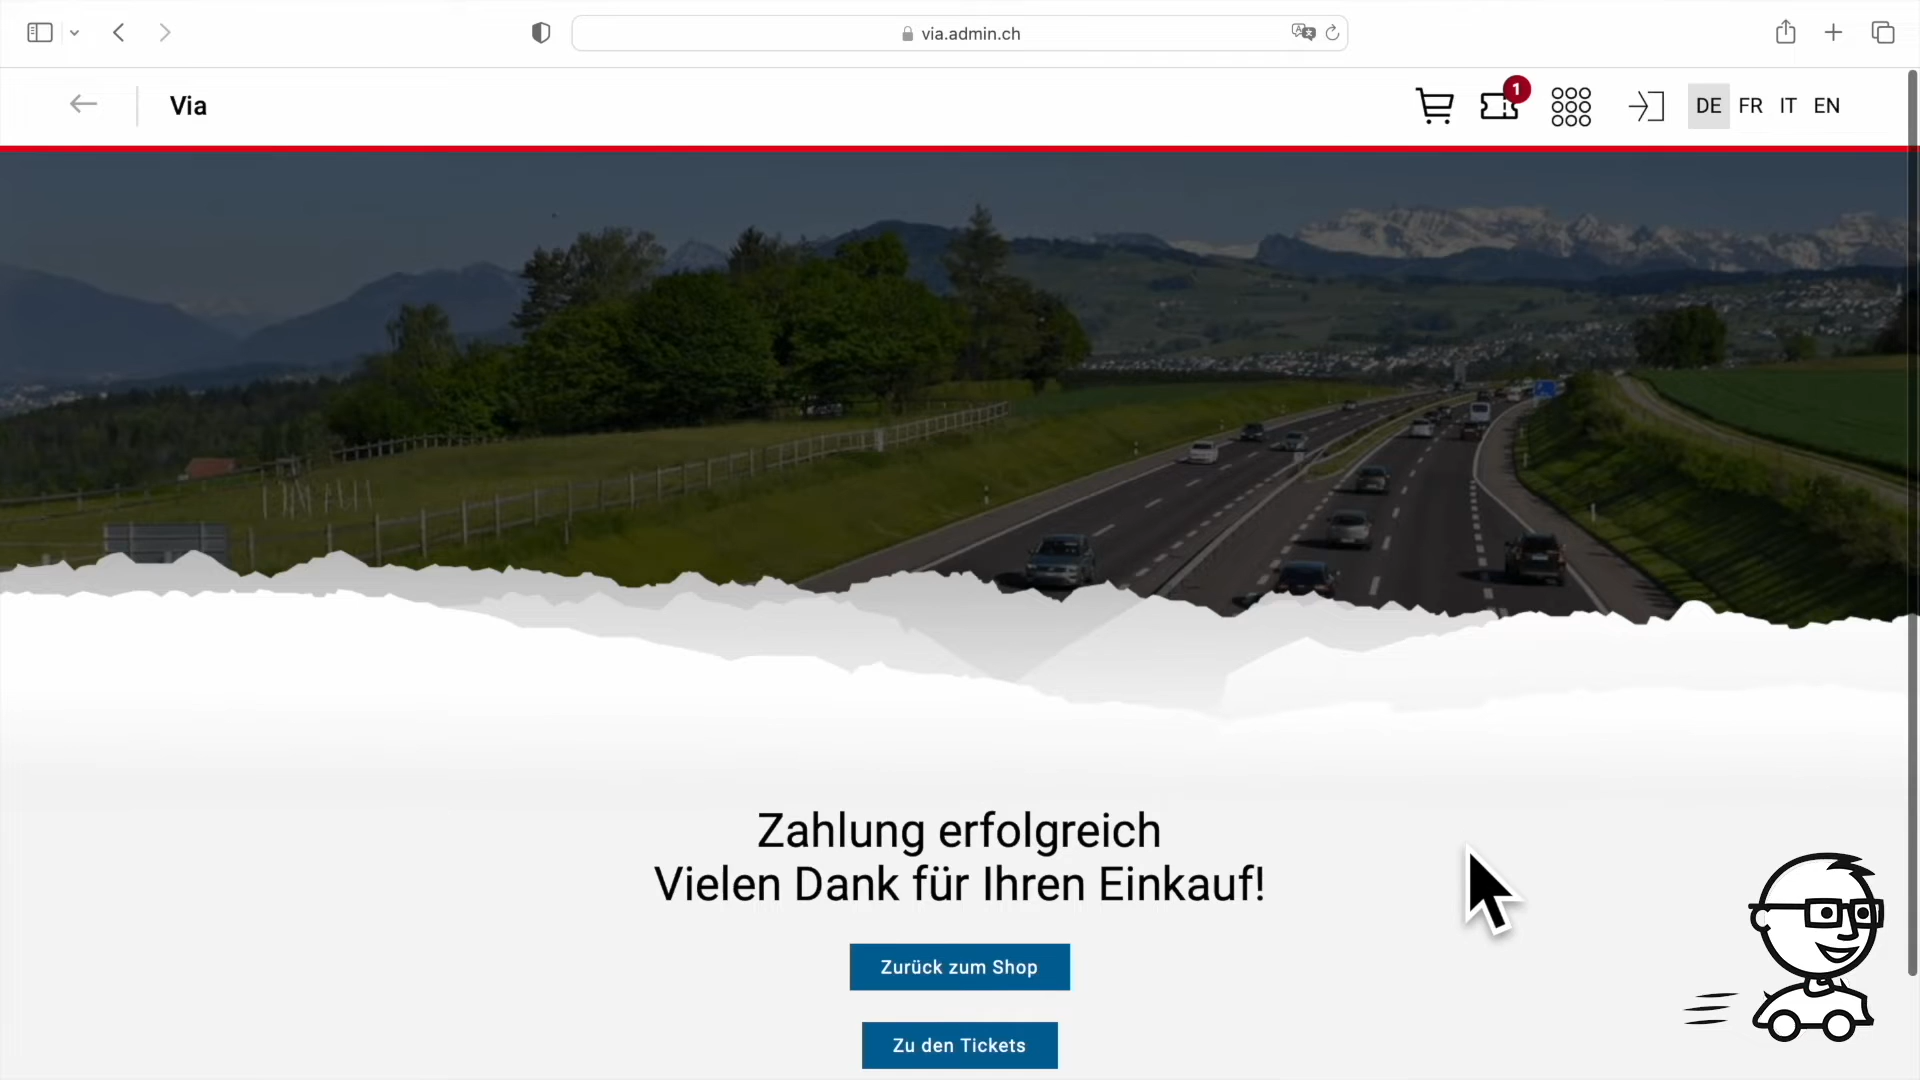 via.admin.ch
Via
1
DE FR IT EN
Zahlung erfolgreich
Vielen Dank für Ihren Einkauf!
Zurück zum Shop
Zu den Tickets